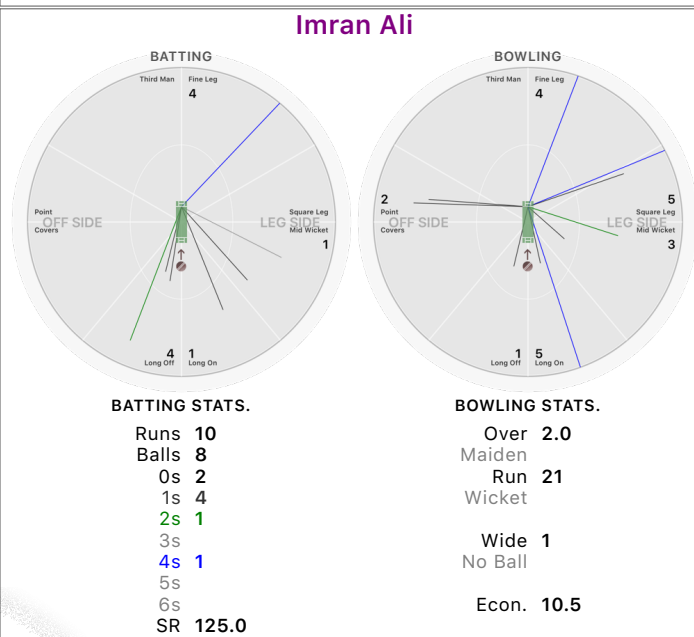 Imran Ali
BATTING
Third Man Fine Leg
4
Point
OFF SIDE
Covers
Square Leg
LEG SIDE
Mid Wicket
1
4 1
Long Off Long On
BOWLING
Third Man Fine Leg
4
2
Point
OFF SIDE
Covers
5
Square Leg
LEG SIDE
Mid Wicket
3
1 5
Long Off Long On
BATTING STATS.
Runs 10
Balls 8
0s 2
1s 4
2s 1
3s
4s 1
5s
6s
SR 125.0
BOWLING STATS.
Over 2.0
Maiden
Run 21
Wicket
Wide 1
No Ball
Econ. 10.5